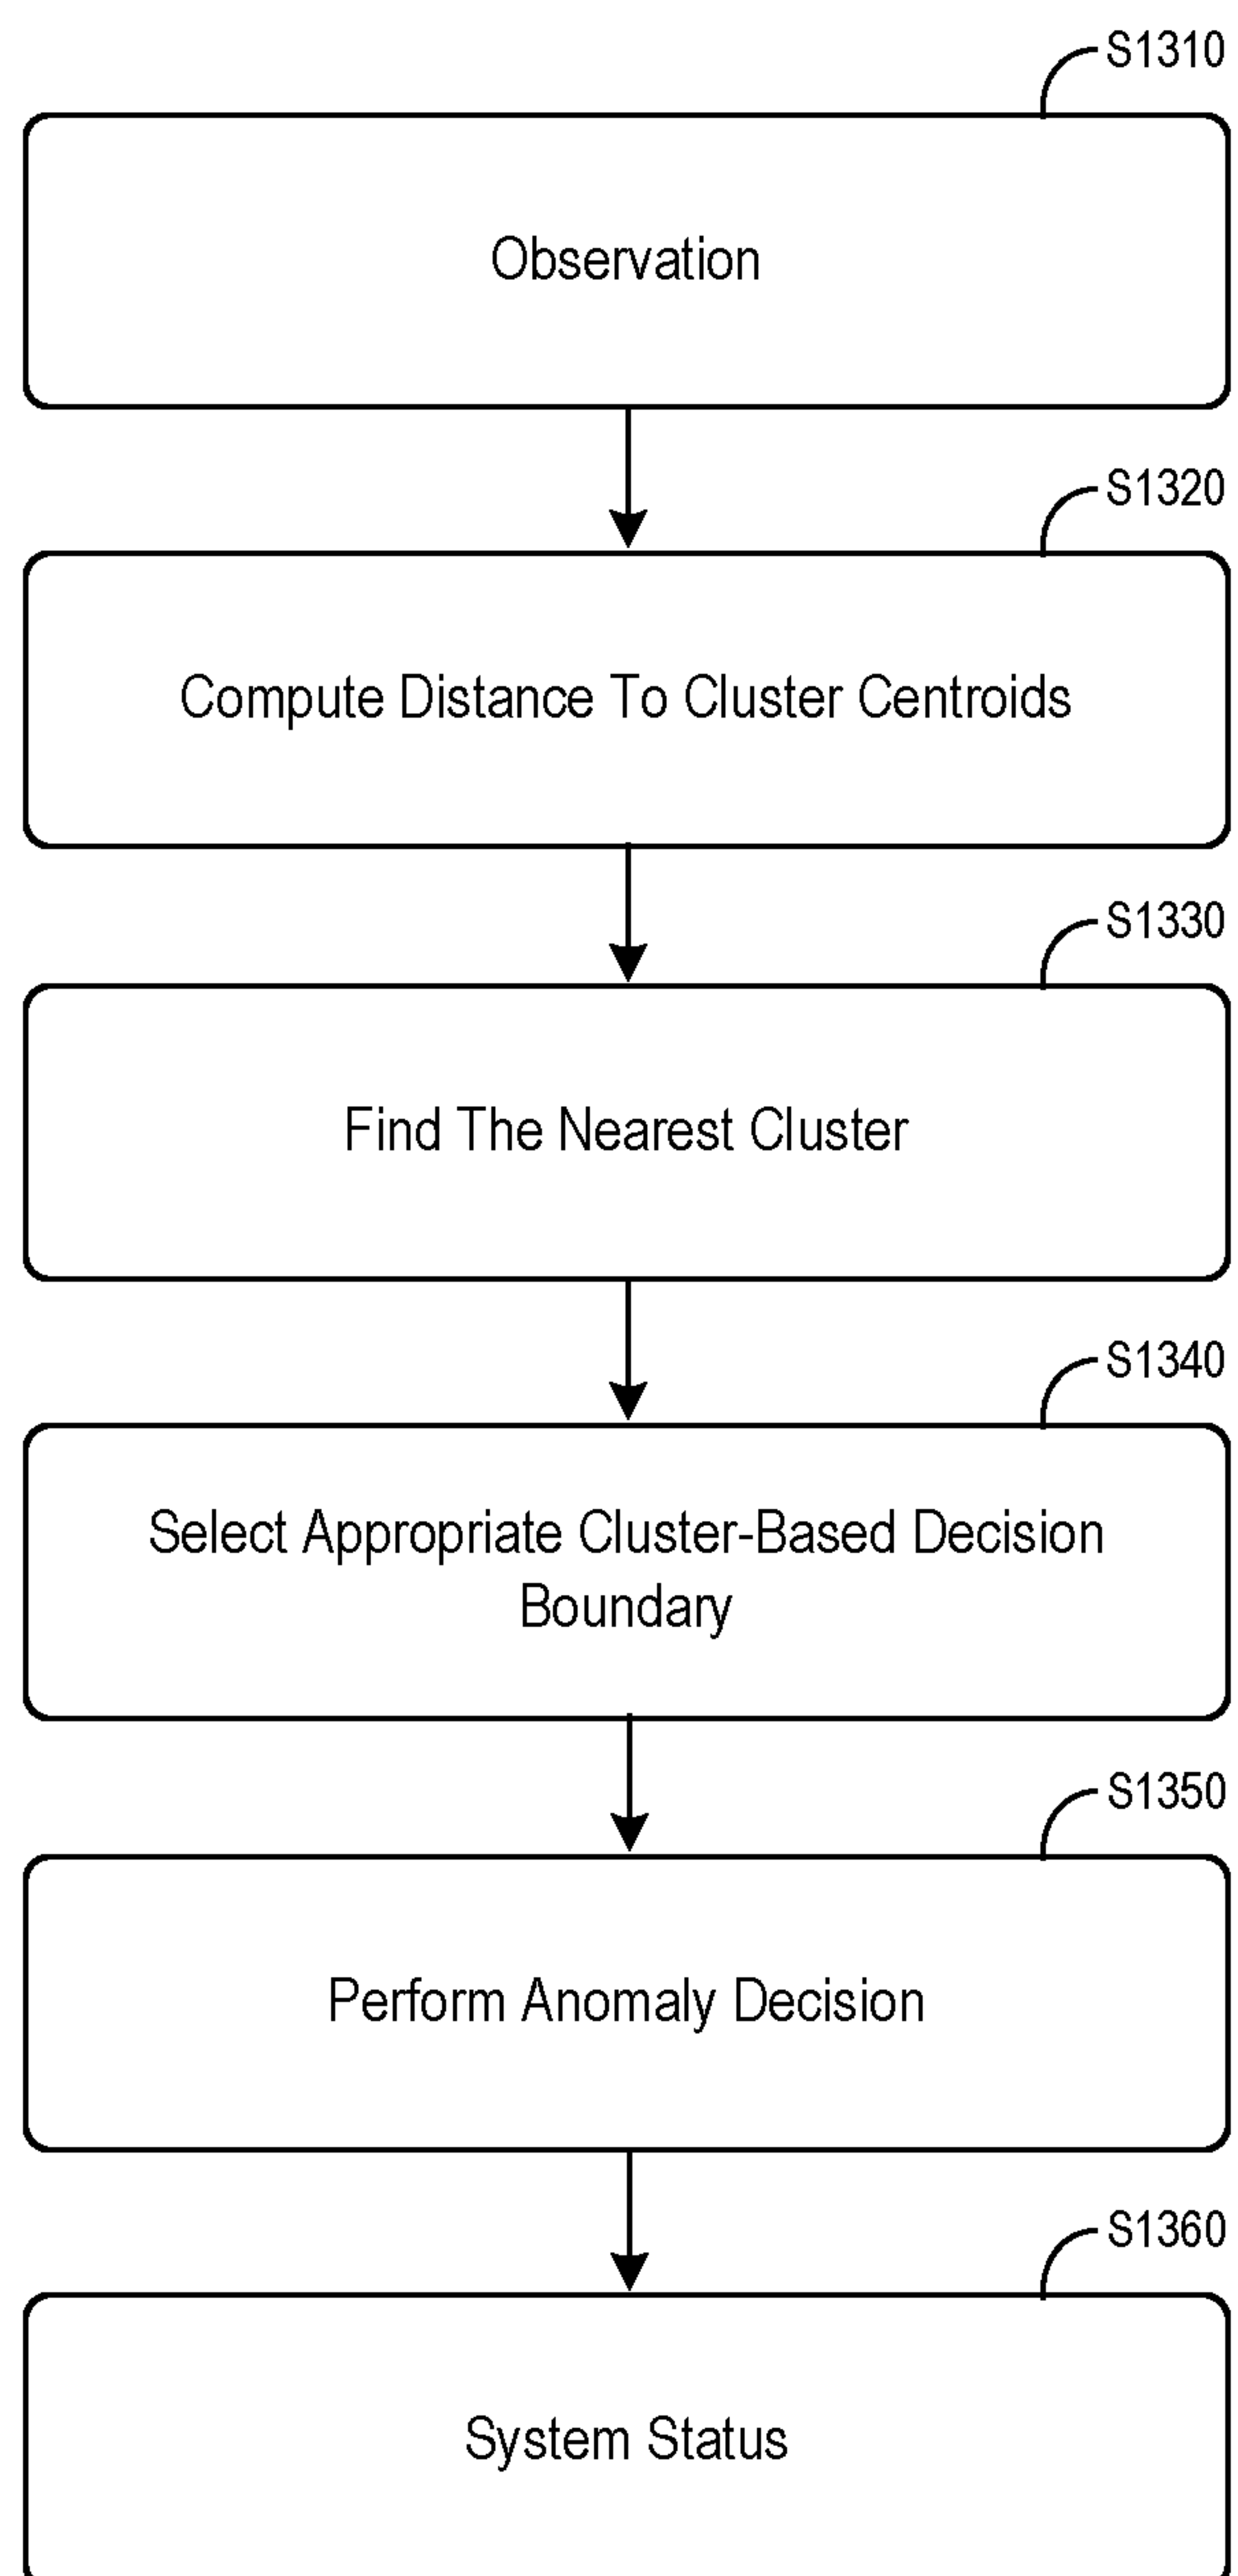 S1310
Observation
S1320
Compute Distance To Cluster Centroids
S1330
Find The Nearest Cluster
S1340
Select Appropriate Cluster-Based Decision
Boundary
S1350
Perform Anomaly Decision
S1360
System Status